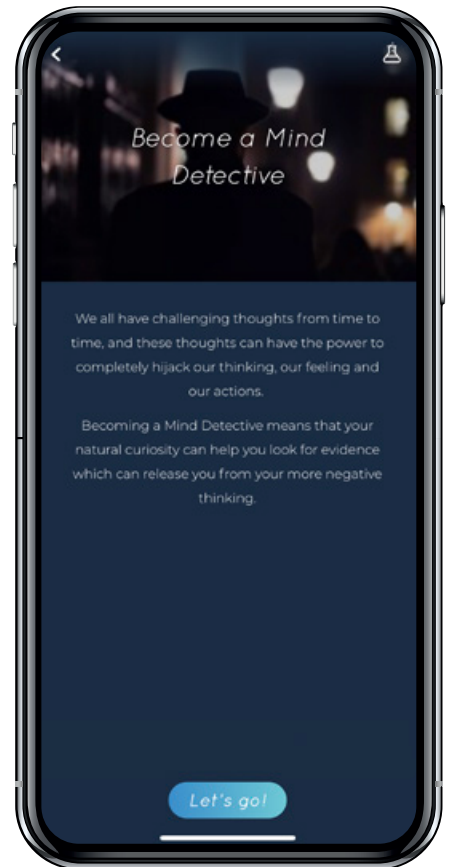 Become a Mind
Detective
We all have challenging thoughts from time to
time, and these thoughts can have the power to
completely hijack our thinking, our feeling and
our actions.
Becoming a Mind Detective means that your
natural curiosity can help you look for evidence
which can release you from your more negative
thinking.
Let's go!